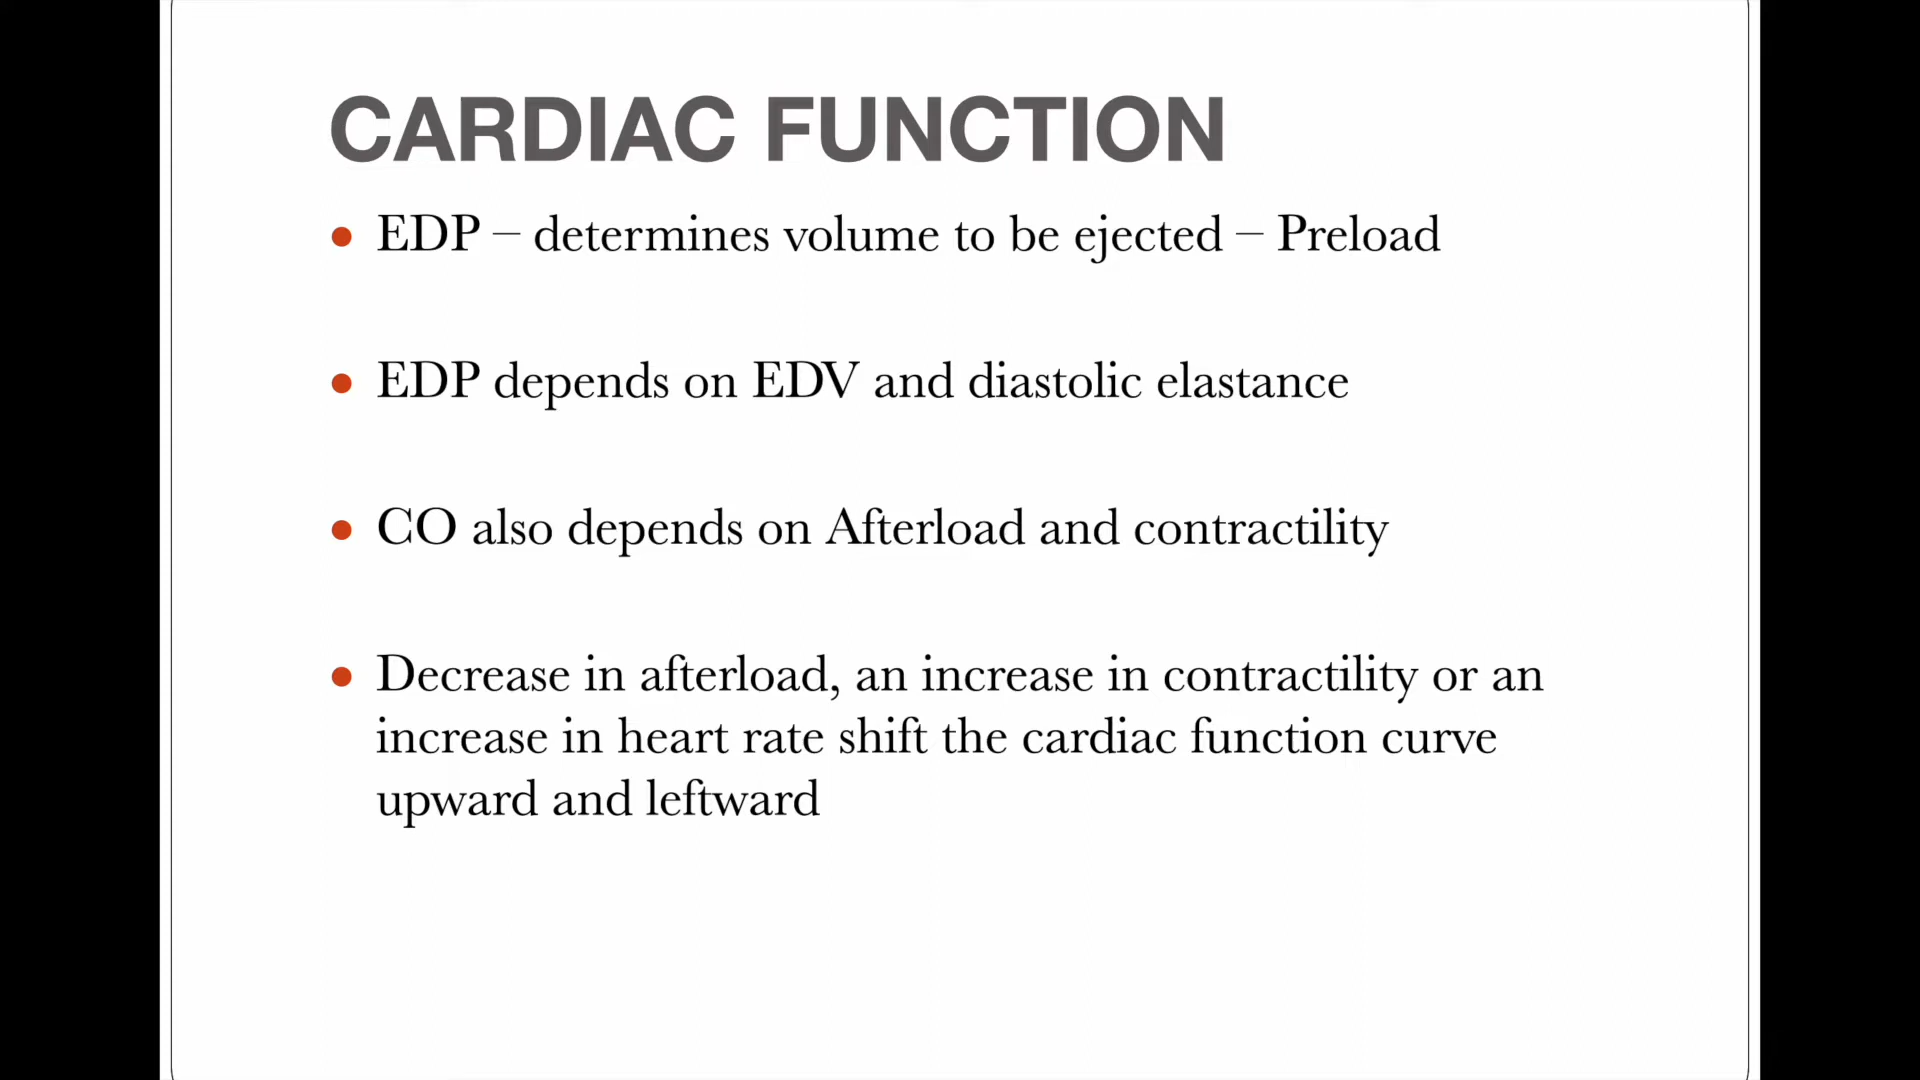 CARDIAC FUNCTION
• EDP – determines volume to be ejected – Preload
• EDP depends on EDV and diastolic elastance
• CO also depends on Afterload and contractility
• Decrease in afterload, an increase in contractility or an
increase in heart rate shift the cardiac function curve
upward and leftward